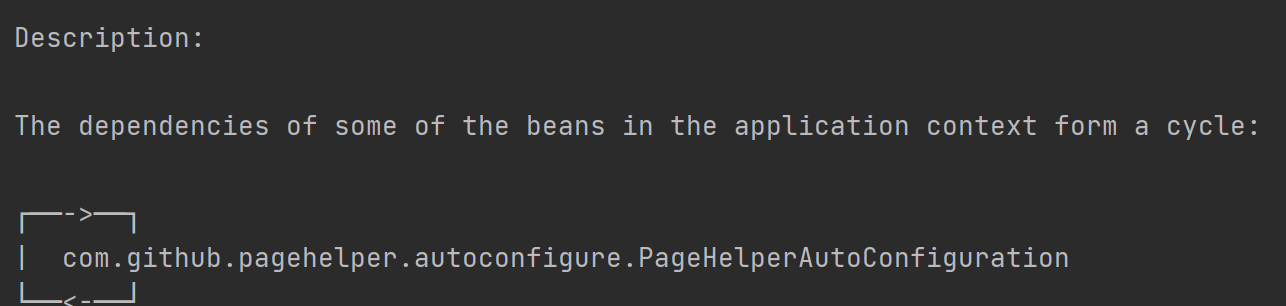 Description:
The dependencies of some of the beans in the application context form a cycle:
┌──->──┐
|  com.github.pagehelper.autoconfigure.PageHelperAutoConfiguration
└──<-──┘